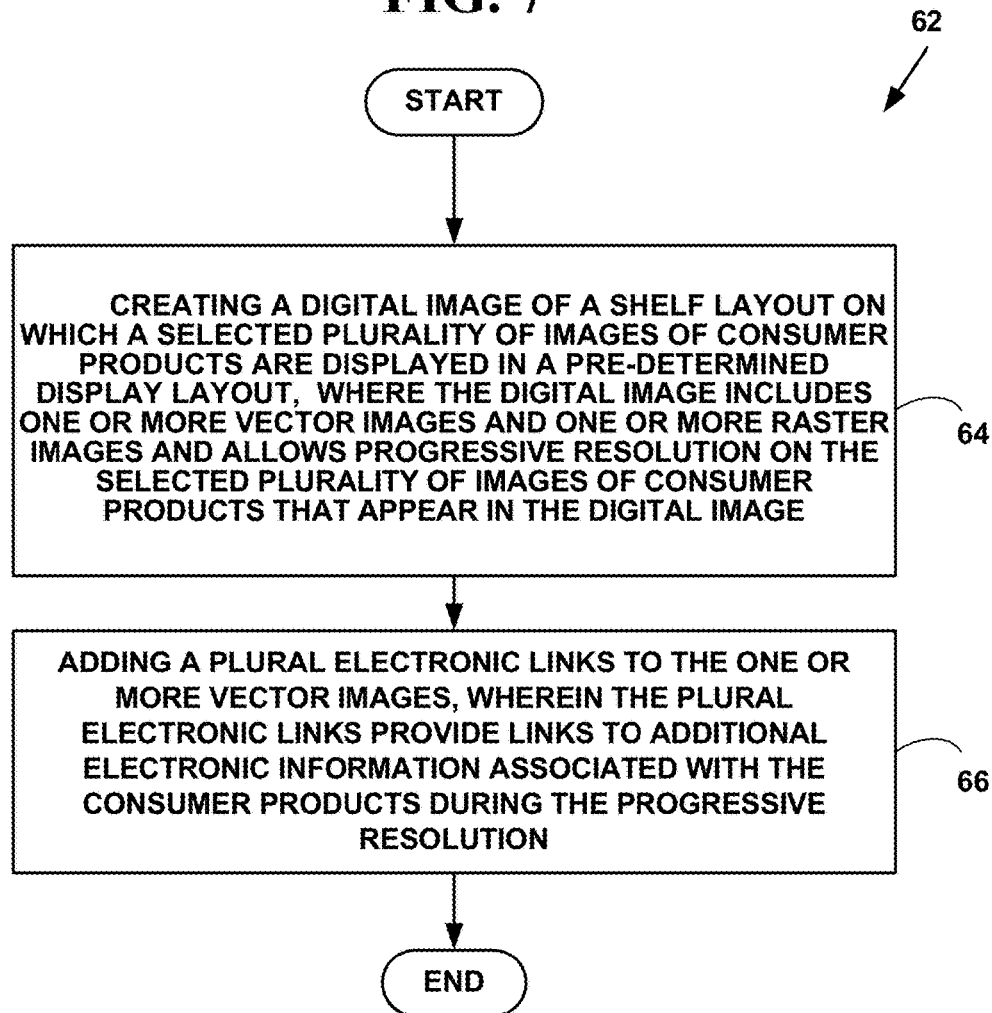 FIG. 7
62
START
CREATING A DIGITAL IMAGE OF A SHELF LAYOUT ON
WHICH A SELECTED PLURALITY OF IMAGES OF CONSUMER
PRODUCTS ARE DISPLAYED IN A PRE-DETERMINED
DISPLAY LAYOUT, WHERE THE DIGITAL IMAGE INCLUDES
ONE OR MORE VECTOR IMAGES AND ONE OR MORE RASTER
IMAGES AND ALLOWS PROGRESSIVE RESOLUTION ON THE
SELECTED PLURALITY OF IMAGES OF CONSUMER
PRODUCTS THAT APPEAR IN THE DIGITAL IMAGE
64
ADDING A PLURAL ELECTRONIC LINKS TO THE ONE OR
MORE VECTOR IMAGES, WHEREIN THE PLURAL
ELECTRONIC LINKS PROVIDE LINKS TO ADDITIONAL
ELECTRONIC INFORMATION ASSOCIATED WITH THE
CONSUMER PRODUCTS DURING THE PROGRESSIVE
RESOLUTION
66
END